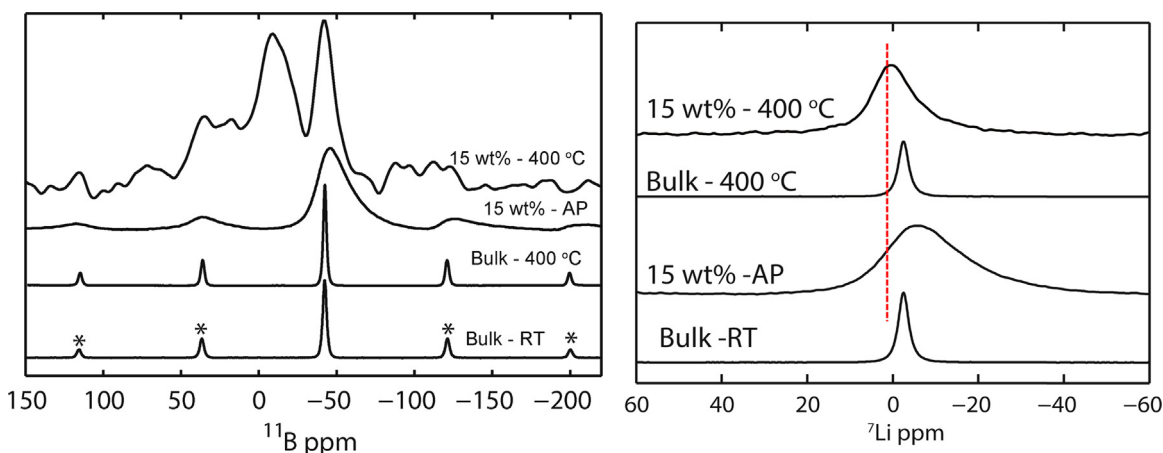 15 wt% - 400 °C
15 wt% - AP
Bulk - 400 °C
* * Bulk - RT * *
150 100 50 0 −50 −100 −150 −200
¹¹B ppm
15 wt% - 400 °C
Bulk - 400 °C
15 wt% -AP
Bulk -RT
60 40 20 0 −20 −40 −60
⁷Li ppm